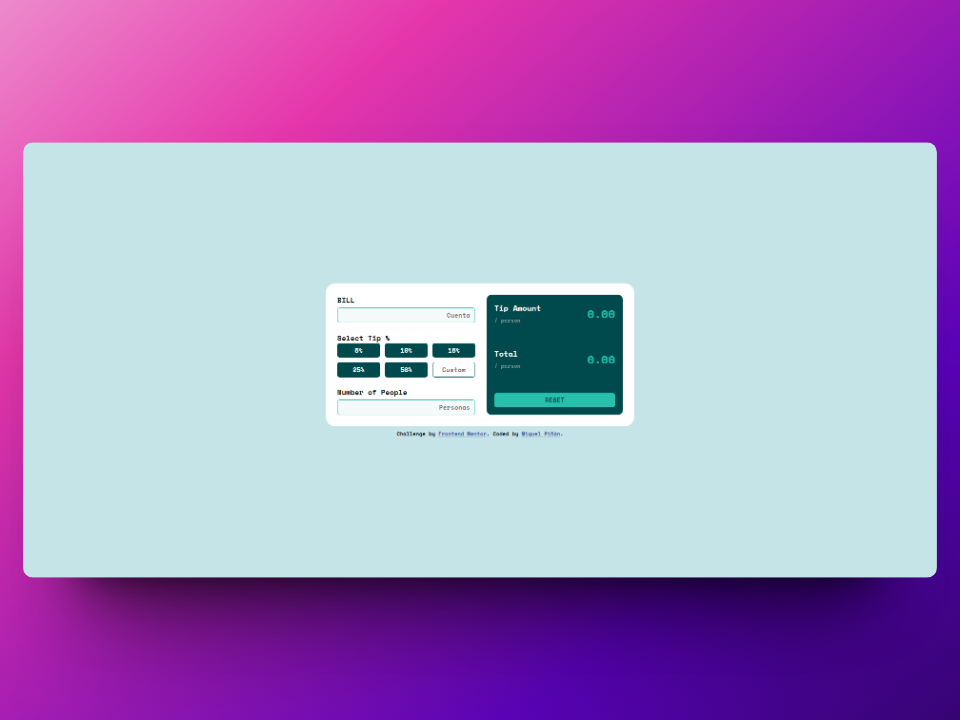 BILL
Cuenta
Select Tip %
5% 10% 15%
25% 50% Custom
Number of People
Personas
Tip Amount
/ person
0.00
Total
/ person
0.00
RESET
Challenge by Frontend Mentor. Coded by Miguel Piñón.